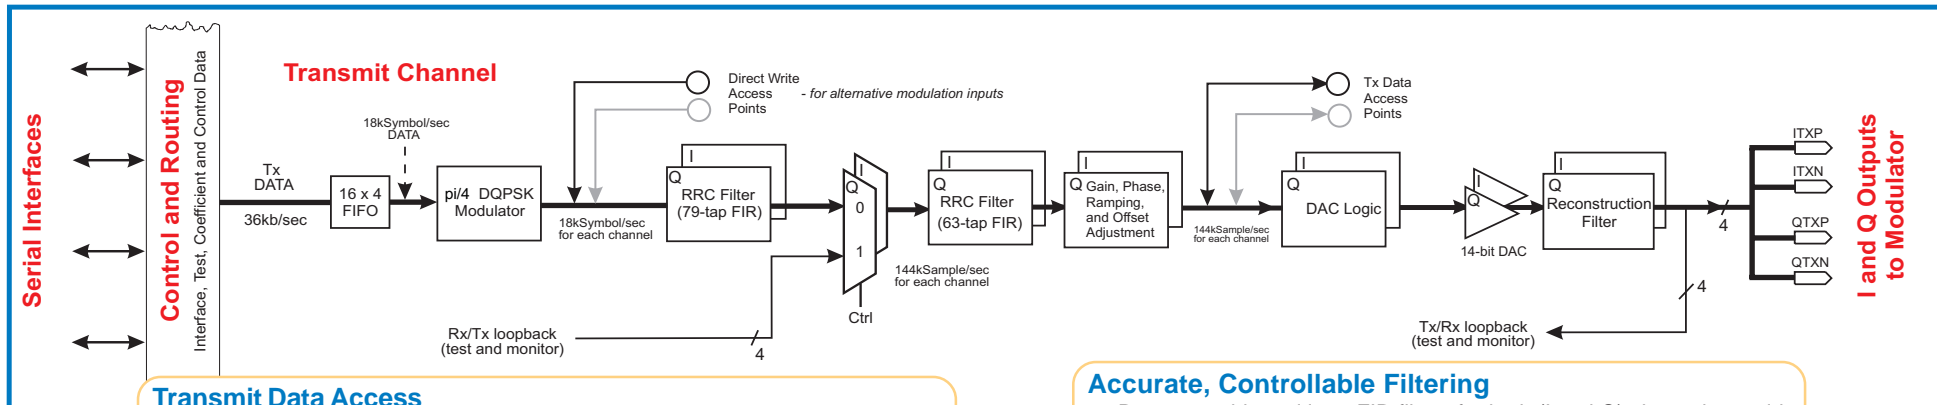 Serial Interfaces
Control and Routing
Interface, Test, Coefficient and Control Data
Transmit Channel
Tx
DATA
36kb/sec
16 x 4
FIFO
18kSymbol/sec
DATA
pi/4 DQPSK
Modulator
18kSymbol/sec
for each channel
Direct Write
Access
Points
- for alternative modulation inputs
I
Q
RRC Filter
(79-tap FIR)
I
Q
0
1
Ctrl
Rx/Tx loopback
(test and monitor)
4
144kSample/sec
for each channel
I
Q
RRC Filter
(63-tap FIR)
I
Q
Gain, Phase,
Ramping,
and Offset
Adjustment
144kSample/sec
for each channel
Tx Data
Access
Points
I
Q
DAC Logic
I
Q
14-bit DAC
I
Q
Reconstruction
Filter
4
4
Tx/Rx loopback
(test and monitor)
ITXP
ITXN
QTXP
QTXN
I and Q Outputs
to Modulator
Transmit Data Access
Accurate, Controllable Filtering